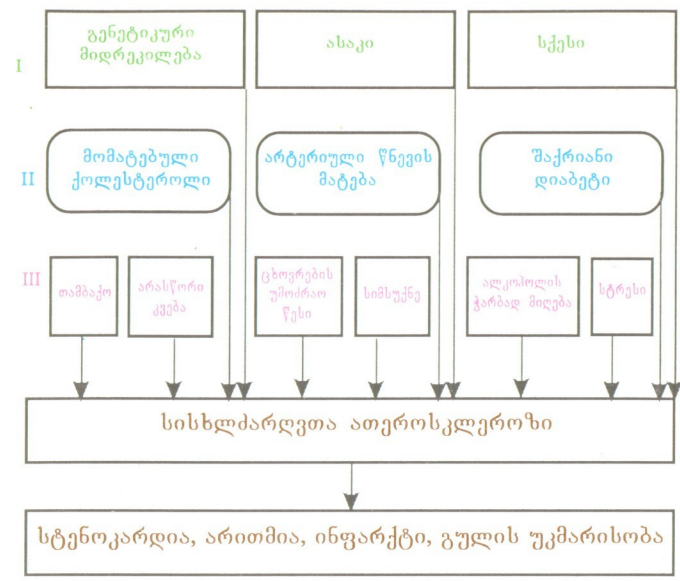 I
გენეტიკური
მიდრეკილება
ასაკი
სქესი
II
მომატებული
ქოლესტეროლი
არტერიული წნევის
მატება
შაქრიანი
დიაბეტი
III
თამბაქო
არასწორი
კვება
ცხოვრების
უმოძრაო
წესი
სიმსუქნე
ალკოჰოლის
ჭარბად მიღება
სტრესი
სისხლძარღვთა ათეროსკლეროზი
სტენოკარდია, არითმია, ინფარქტი, გულის უკმარისობა